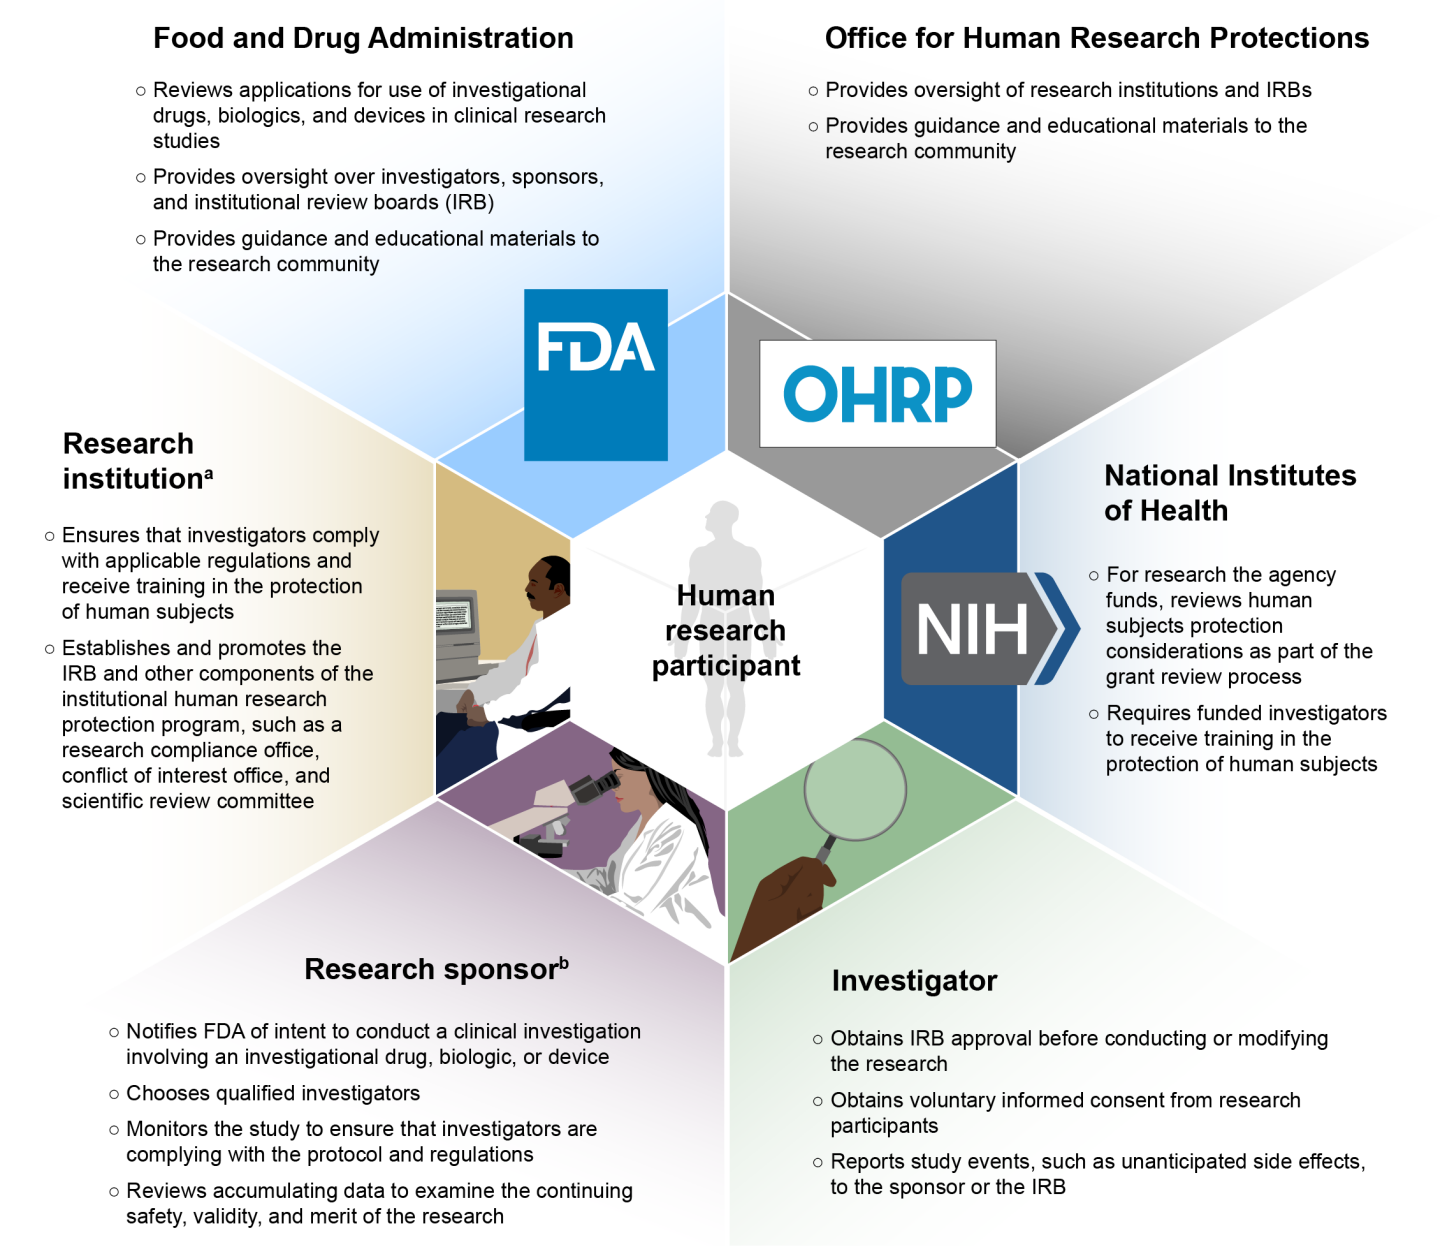 Food and Drug Administration
○ Reviews applications for use of investigational
drugs, biologics, and devices in clinical research
studies
○ Provides oversight over investigators, sponsors,
and institutional review boards (IRB)
○ Provides guidance and educational materials to
the research community
FDA
Office for Human Research Protections
○ Provides oversight of research institutions and IRBs
○ Provides guidance and educational materials to the
research community
OHRP
Research
institutionᵃ
○ Ensures that investigators comply
with applicable regulations and
receive training in the protection
of human subjects
○ Establishes and promotes the
IRB and other components of the
institutional human research
protection program, such as a
research compliance office,
conflict of interest office, and
scientific review committee
Human
research
participant
NIH
National Institutes
of Health
○ For research the agency
funds, reviews human
subjects protection
considerations as part of the
grant review process
○ Requires funded investigators
to receive training in the
protection of human subjects
Research sponsorᵇ
○ Notifies FDA of intent to conduct a clinical investigation
involving an investigational drug, biologic, or device
○ Chooses qualified investigators
○ Monitors the study to ensure that investigators are
complying with the protocol and regulations
○ Reviews accumulating data to examine the continuing
safety, validity, and merit of the research
Investigator
○ Obtains IRB approval before conducting or modifying
the research
○ Obtains voluntary informed consent from research
participants
○ Reports study events, such as unanticipated side effects,
to the sponsor or the IRB